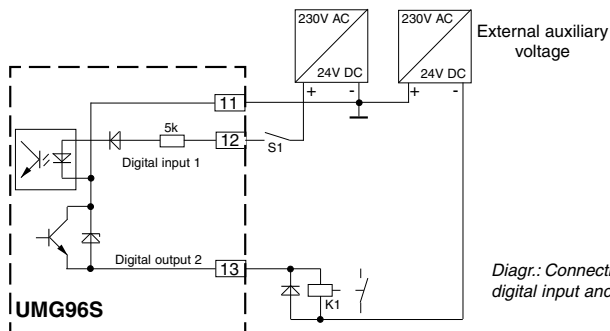 230V AC
24V DC
+ -
230V AC
24V DC
+ -
External auxiliary
voltage
11
5k
12
S1
Digital input 1
Digital output 2
13
K1
UMG96S
Diagr.: Connecti
digital input and